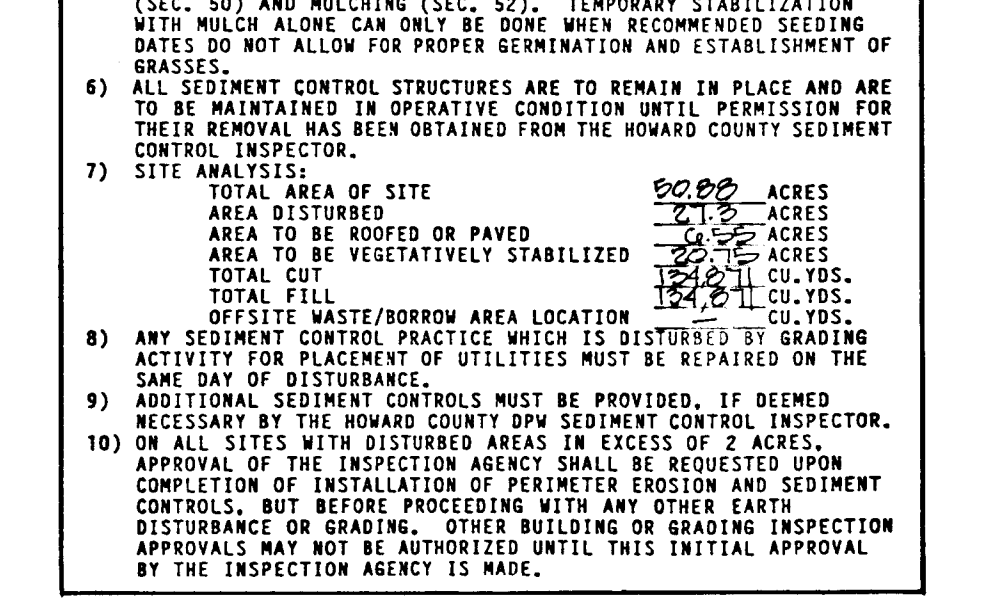 (SEC. 50) AND MULCHING (SEC. 52). TEMPORARY STABILIZATION
WITH MULCH ALONE CAN ONLY BE DONE WHEN RECOMMENDED SEEDING
DATES DO NOT ALLOW FOR PROPER GERMINATION AND ESTABLISHMENT OF
GRASSES.
6) ALL SEDIMENT CONTROL STRUCTURES ARE TO REMAIN IN PLACE AND ARE
TO BE MAINTAINED IN OPERATIVE CONDITION UNTIL PERMISSION FOR
THEIR REMOVAL HAS BEEN OBTAINED FROM THE HOWARD COUNTY SEDIMENT
CONTROL INSPECTOR.
7) SITE ANALYSIS:
TOTAL AREA OF SITE 50.88 ACRES
AREA DISTURBED 27.3 ACRES
AREA TO BE ROOFED OR PAVED 6.55 ACRES
AREA TO BE VEGETATIVELY STABILIZED 20.75 ACRES
TOTAL CUT 134,871 CU.YDS.
TOTAL FILL 134,871 CU.YDS.
OFFSITE WASTE/BORROW AREA LOCATION — CU.YDS.
8) ANY SEDIMENT CONTROL PRACTICE WHICH IS DISTURBED BY GRADING
ACTIVITY FOR PLACEMENT OF UTILITIES MUST BE REPAIRED ON THE
SAME DAY OF DISTURBANCE.
9) ADDITIONAL SEDIMENT CONTROLS MUST BE PROVIDED, IF DEEMED
NECESSARY BY THE HOWARD COUNTY DPW SEDIMENT CONTROL INSPECTOR.
10) ON ALL SITES WITH DISTURBED AREAS IN EXCESS OF 2 ACRES,
APPROVAL OF THE INSPECTION AGENCY SHALL BE REQUESTED UPON
COMPLETION OF INSTALLATION OF PERIMETER EROSION AND SEDIMENT
CONTROLS, BUT BEFORE PROCEEDING WITH ANY OTHER EARTH
DISTURBANCE OR GRADING. OTHER BUILDING OR GRADING INSPECTION
APPROVALS MAY NOT BE AUTHORIZED UNTIL THIS INITIAL APPROVAL
BY THE INSPECTION AGENCY IS MADE.